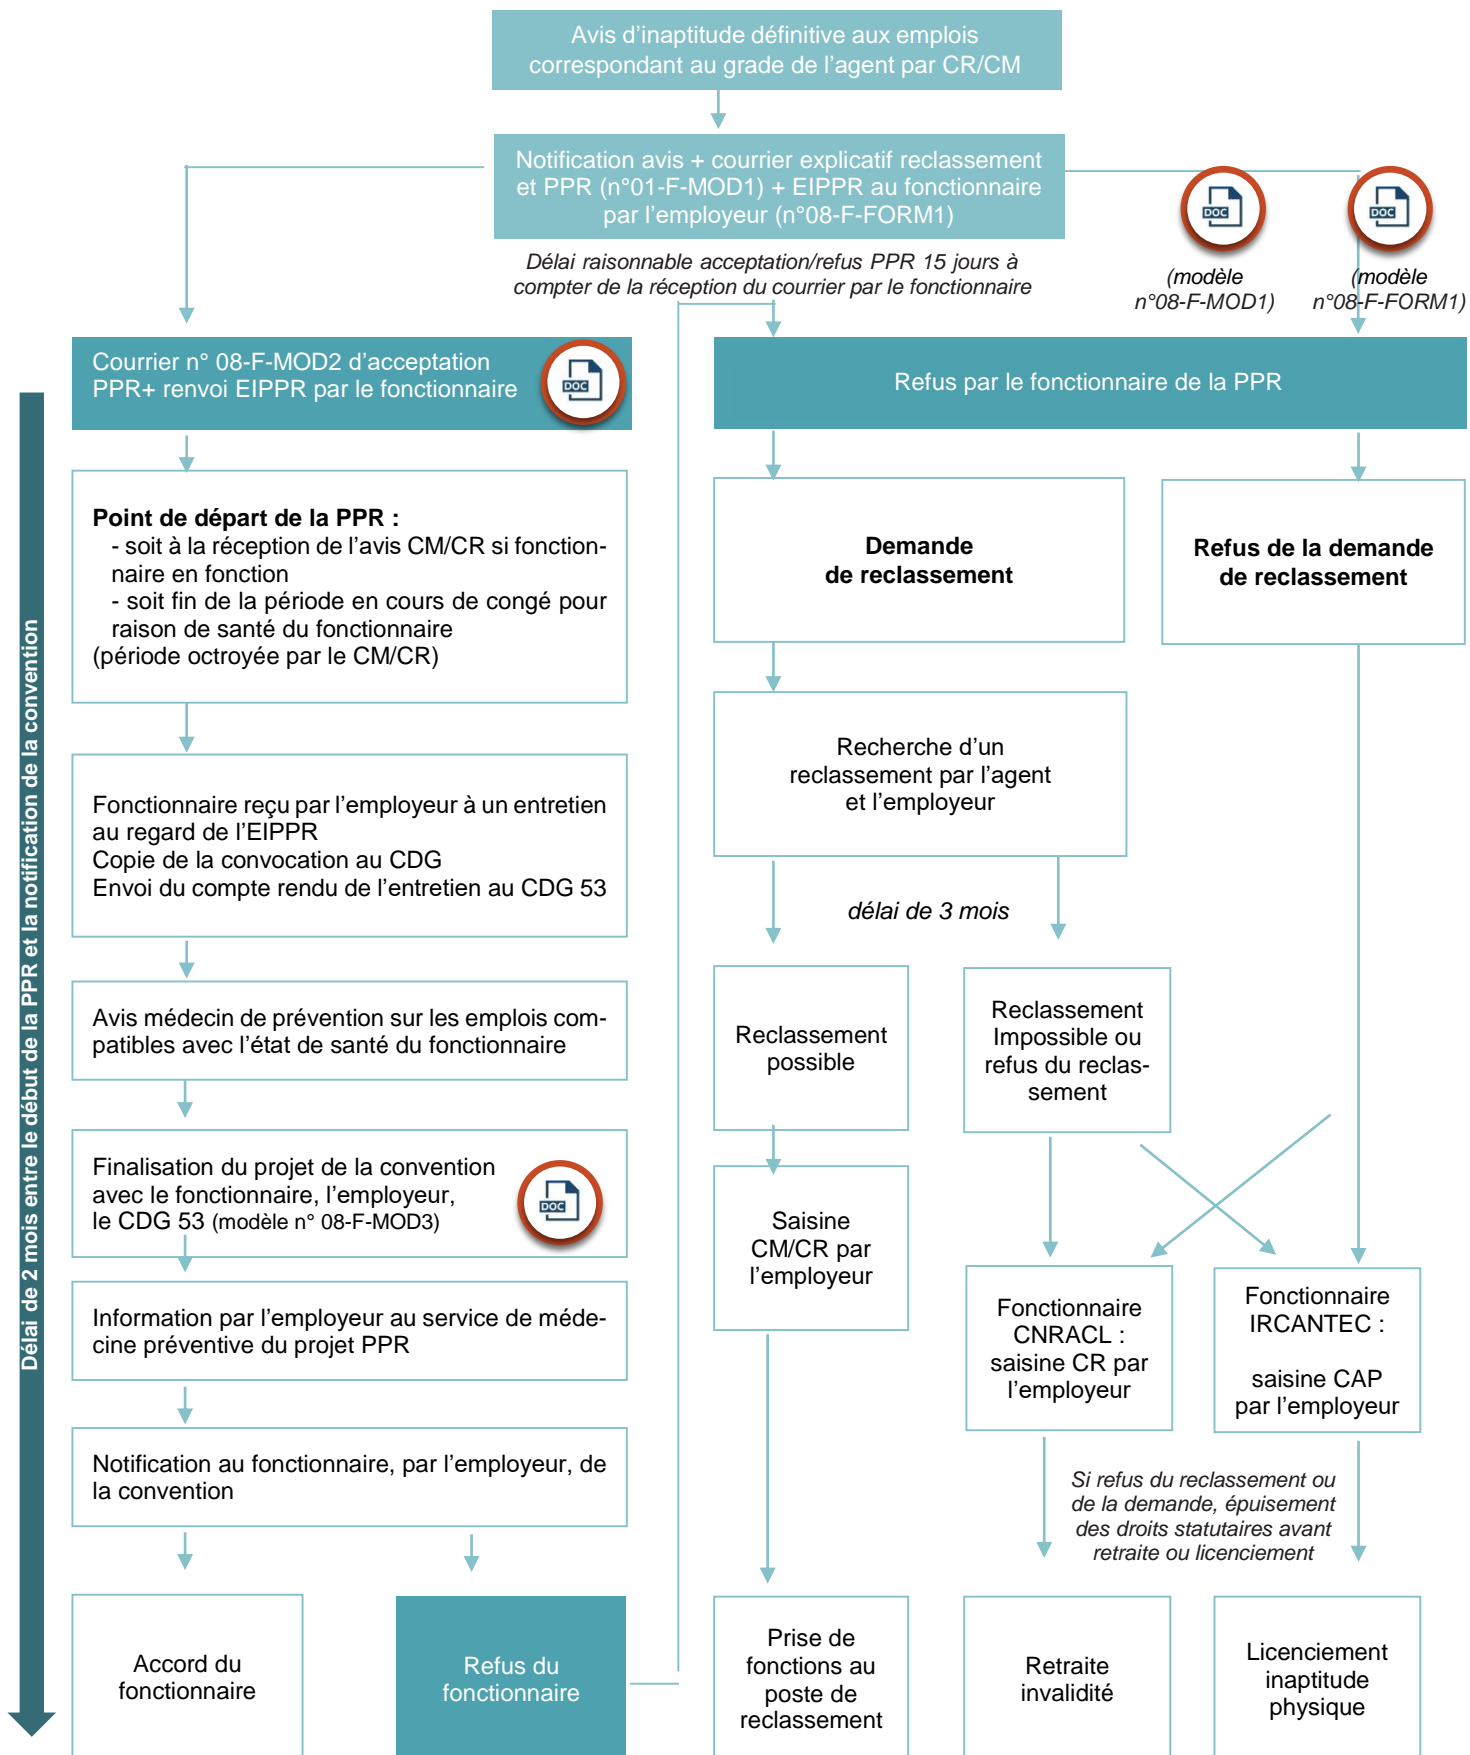 Avis d’inaptitude définitive aux emplois
correspondant au grade de l’agent par CR/CM
Notification avis + courrier explicatif reclassement
et PPR (n°01-F-MOD1) + EIPPR au fonctionnaire
par l’employeur (n°08-F-FORM1)
DOC
DOC
Délai raisonnable acceptation/refus PPR 15 jours à
compter de la réception du courrier par le fonctionnaire
(modèle
n°08-F-MOD1)
(modèle
n°08-F-FORM1)
Courrier n° 08-F-MOD2 d’acceptation
PPR+ renvoi EIPPR par le fonctionnaire
DOC
Refus par le fonctionnaire de la PPR
Délai de 2 mois entre le début de la PPR et la notification de la convention
Point de départ de la PPR :
- soit à la réception de l’avis CM/CR si fonction-
naire en fonction
- soit fin de la période en cours de congé pour
raison de santé du fonctionnaire
(période octroyée par le CM/CR)
Demande
de reclassement
Refus de la demande
de reclassement
Fonctionnaire reçu par l’employeur à un entretien
au regard de l’EIPPR
Copie de la convocation au CDG
Envoi du compte rendu de l’entretien au CDG 53
Recherche d’un
reclassement par l’agent
et l’employeur
délai de 3 mois
Avis médecin de prévention sur les emplois com-
patibles avec l’état de santé du fonctionnaire
Reclassement
possible
Reclassement
Impossible ou
refus du reclas-
sement
Finalisation du projet de la convention
avec le fonctionnaire, l’employeur,
le CDG 53 (modèle n° 08-F-MOD3)
DOC
Saisine
CM/CR par
l’employeur
Information par l’employeur au service de méde-
cine préventive du projet PPR
Fonctionnaire
CNRACL :
saisine CR par
l’employeur
Fonctionnaire
IRCANTEC :
saisine CAP
par l’employeur
Notification au fonctionnaire, par l’employeur, de
la convention
Si refus du reclassement ou
de la demande, épuisement
des droits statutaires avant
retraite ou licenciement
Accord du
fonctionnaire
Refus du
fonctionnaire
Prise de
fonctions au
poste de
reclassement
Retraite
invalidité
Licenciement
inaptitude
physique